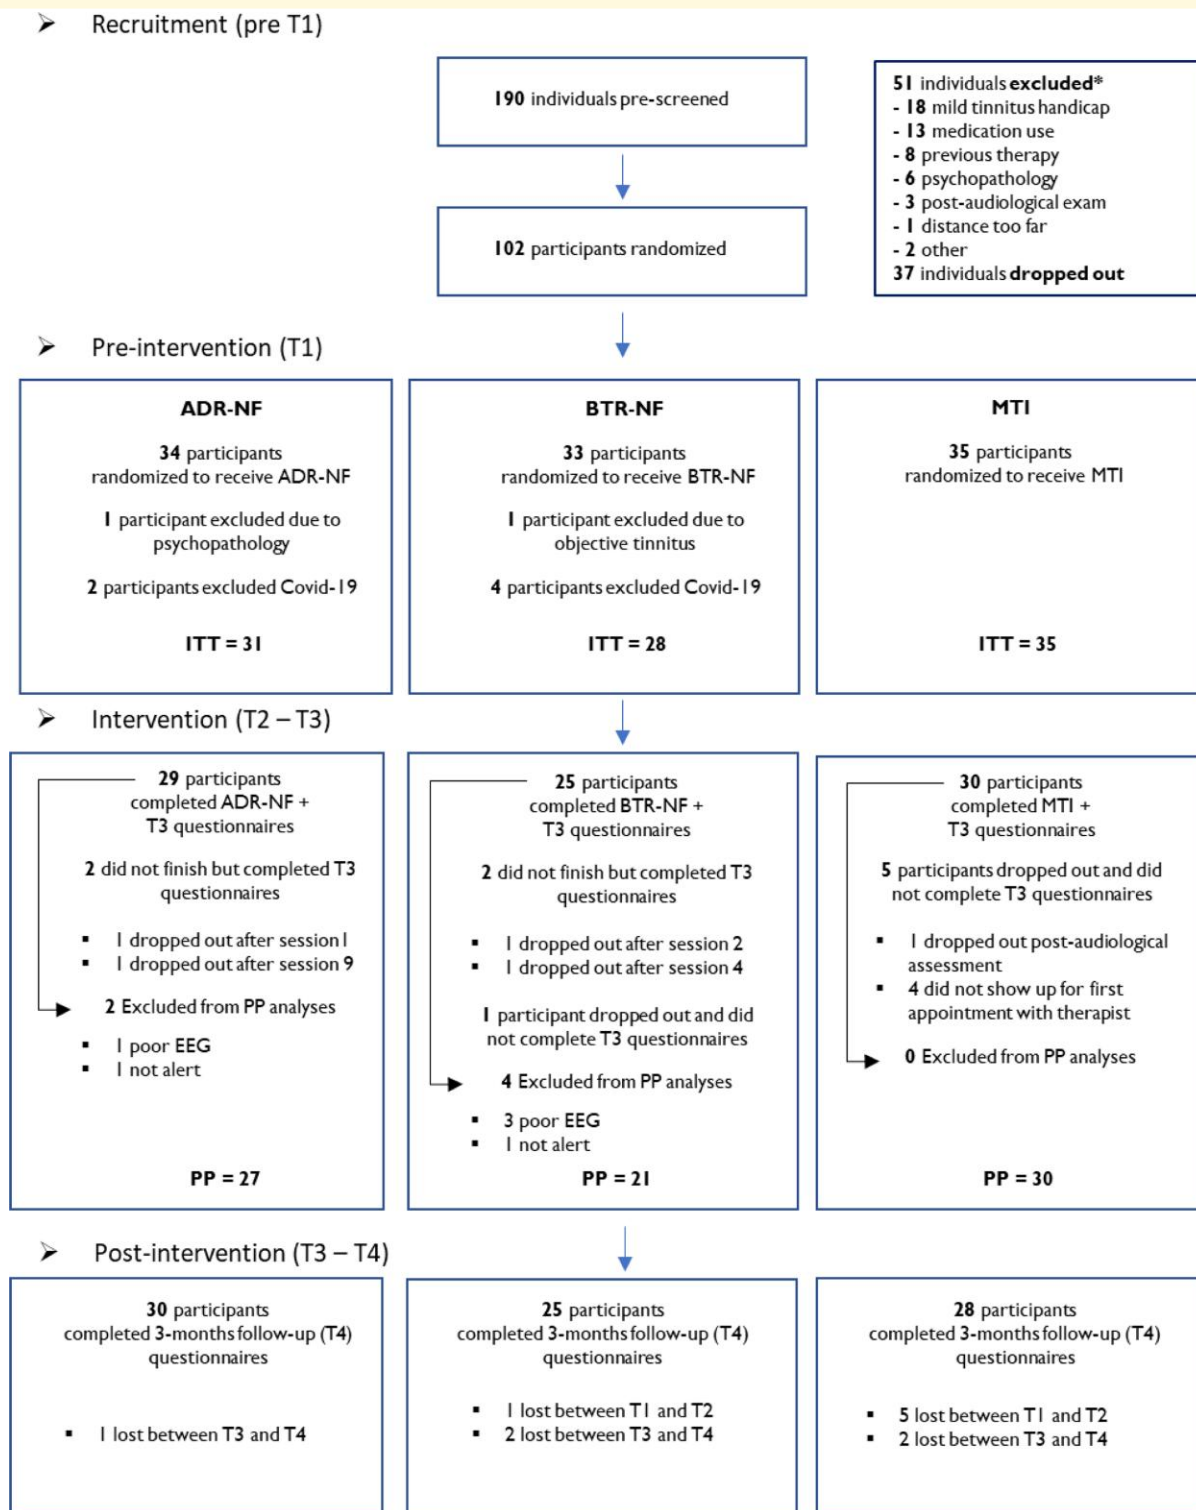 Recruitment (pre T1)
190 individuals pre-screened
102 participants randomized
51 individuals excluded*
- 18 mild tinnitus handicap
- 13 medication use
- 8 previous therapy
- 6 psychopathology
- 3 post-audiological exam
- 1 distance too far
- 2 other
37 individuals dropped out
Pre-intervention (T1)
ADR-NF
34 participants
randomized to receive ADR-NF
1 participant excluded due to
psychopathology
2 participants excluded Covid-19
ITT = 31
BTR-NF
33 participants
randomized to receive BTR-NF
1 participant excluded due to
objective tinnitus
4 participants excluded Covid-19
ITT = 28
MTI
35 participants
randomized to receive MTI
ITT = 35
Intervention (T2 – T3)
29 participants
completed ADR-NF +
T3 questionnaires
2 did not finish but completed T3
questionnaires
▪ 1 dropped out after session 1
▪ 1 dropped out after session 9
2 Excluded from PP analyses
▪ 1 poor EEG
▪ 1 not alert
PP = 27
25 participants
completed BTR-NF +
T3 questionnaires
2 did not finish but completed T3
questionnaires
▪ 1 dropped out after session 2
▪ 1 dropped out after session 4
1 participant dropped out and did
not complete T3 questionnaires
4 Excluded from PP analyses
▪ 3 poor EEG
▪ 1 not alert
PP = 21
30 participants
completed MTI +
T3 questionnaires
5 participants dropped out and did
not complete T3 questionnaires
▪ 1 dropped out post-audiological
assessment
▪ 4 did not show up for first
appointment with therapist
0 Excluded from PP analyses
PP = 30
Post-intervention (T3 – T4)
30 participants
completed 3-months follow-up (T4)
questionnaires
▪ 1 lost between T3 and T4
25 participants
completed 3-months follow-up (T4)
questionnaires
▪ 1 lost between T1 and T2
▪ 2 lost between T3 and T4
28 participants
completed 3-months follow-up (T4)
questionnaires
▪ 5 lost between T1 and T2
▪ 2 lost between T3 and T4